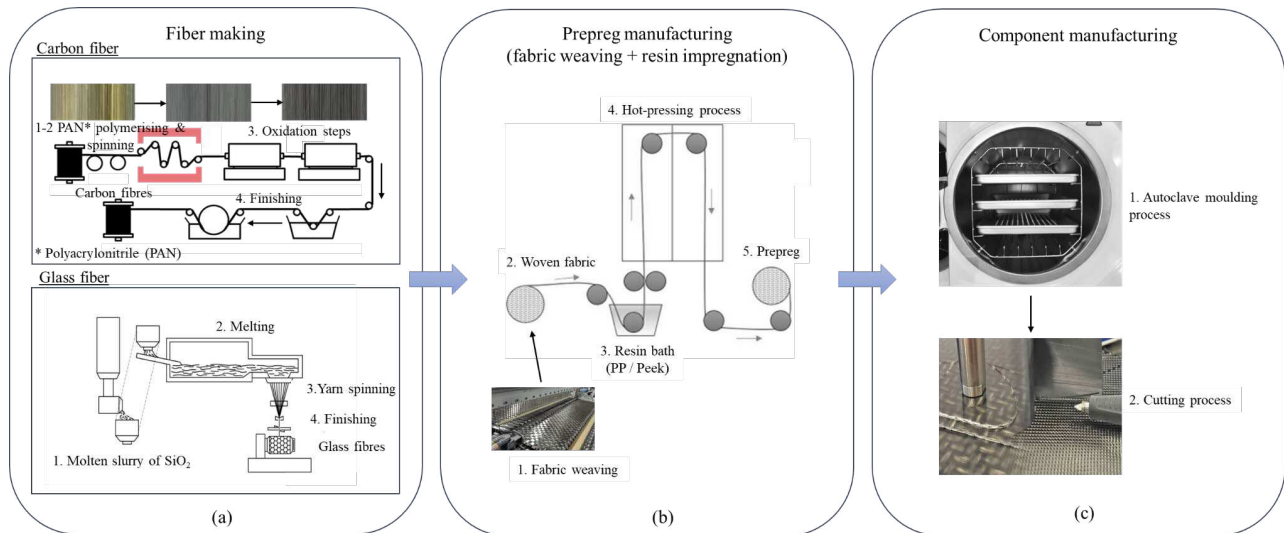 Fiber making
Carbon fiber
1-2 PAN* polymerising &
spinning
3. Oxidation steps
Carbon fibres
4. Finishing
* Polyacrylonitrile (PAN)
Glass fiber
2. Melting
3.Yarn spinning
4. Finishing
Glass fibres
1. Molten slurry of SiO₂
(a)
Prepreg manufacturing
(fabric weaving + resin impregnation)
4. Hot-pressing process
2. Woven fabric
5. Prepreg
3. Resin bath
(PP / Peek)
1. Fabric weaving
(b)
Component manufacturing
1. Autoclave moulding
process
2. Cutting process
(c)